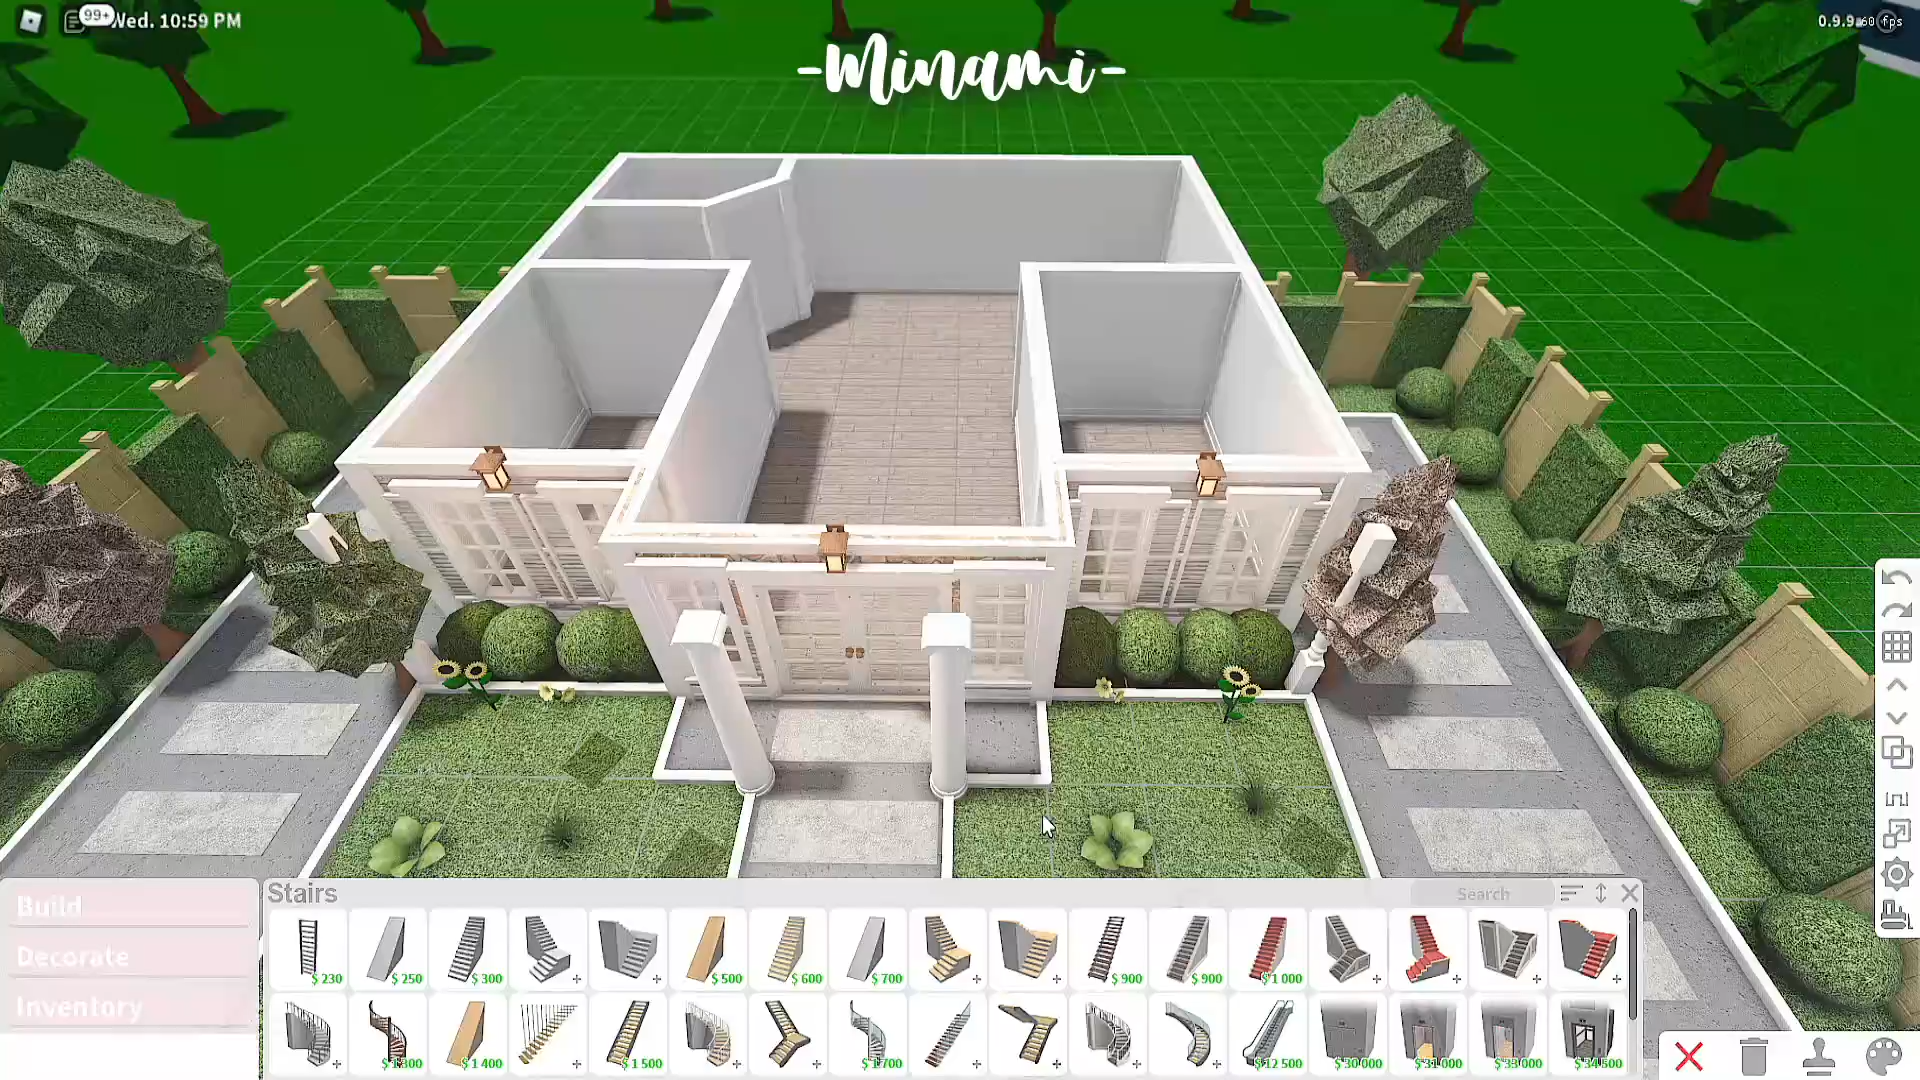 99+
Wed. 10:59 PM
0.9.9a
60 fps
-Minami-
Build
Decorate
Inventory
Stairs
Search
$ 230
$ 250
$ 300
$ 500
$ 600
$ 700
$ 900
$ 900
$ 1 000
$ 1 400
$ 1 500
$ 1 700
$ 12 500
$ 30 000
$ 31 000
$ 33 000
$ 34 500